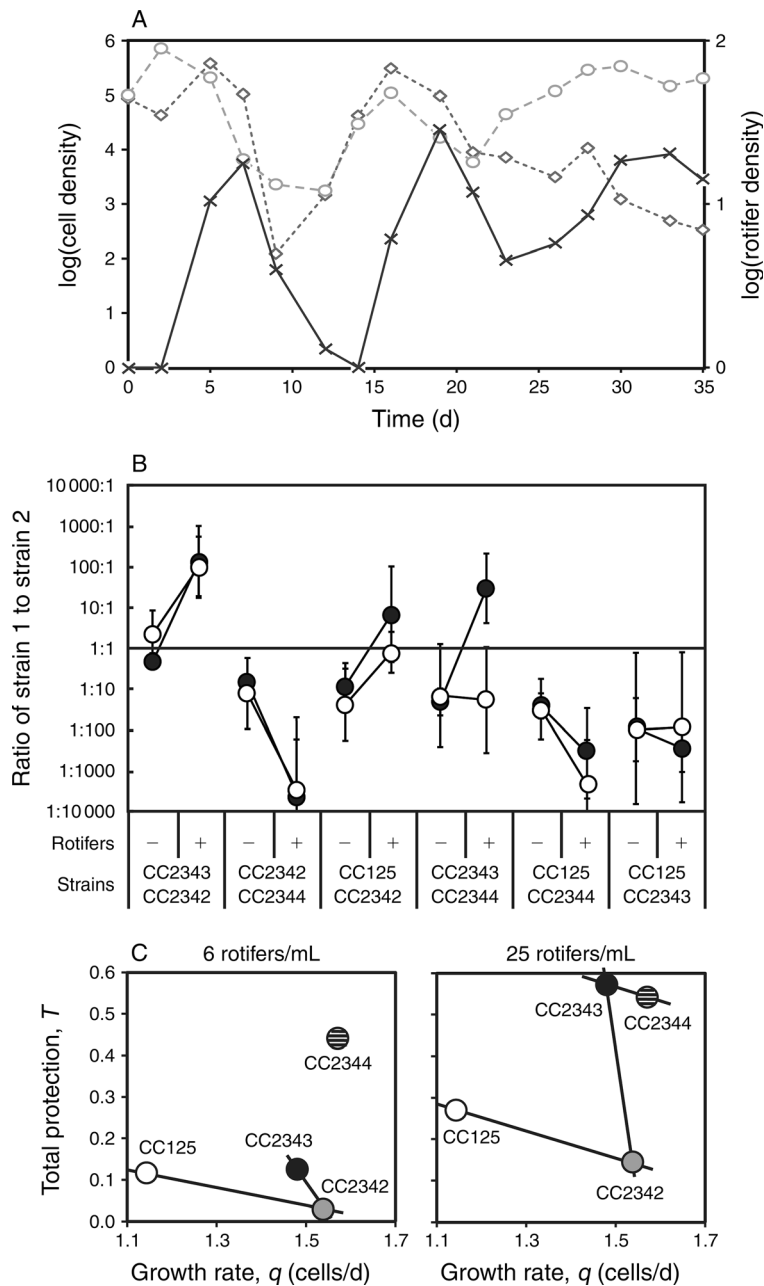 A
6
5
4
3
2
1
0
log(cell density)
2
1
0
log(rotifer density)
0 5 10 15 20 25 30 35
Time (d)
B
Ratio of strain 1 to strain 2
10 000:1
1000:1
100:1
10:1
1:1
1:10
1:100
1:1000
1:10 000
Rotifers − + − + − + − + − + − +
Strains
CC2343 CC2342 CC125 CC2343 CC125 CC125
CC2342 CC2344 CC2342 CC2344 CC2344 CC2343
C
6 rotifers/mL
25 rotifers/mL
Total protection, T
0.6
0.5
0.4
0.3
0.2
0.1
0.0
CC2344
CC2343
CC125
CC2342
1.1 1.3 1.5 1.7
Growth rate, q (cells/d)
CC2343
CC2344
CC125
CC2342
1.1 1.3 1.5 1.7
Growth rate, q (cells/d)